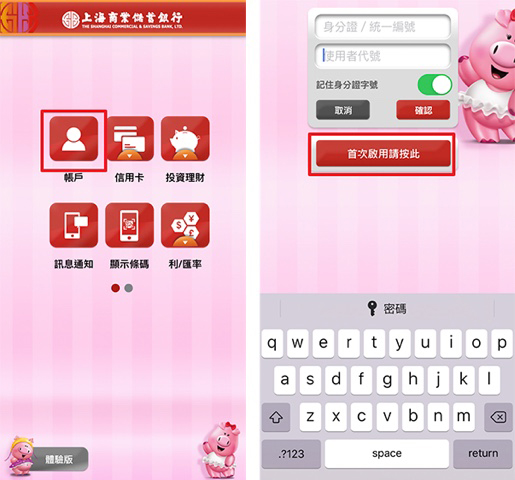 上海商業儲蓄銀行
THE SHANGHAI COMMERCIAL & SAVINGS BANK, LTD.
帳戶
信用卡
投資理財
訊息通知
顯示條碼
利/匯率
體驗版
身分證 / 統一編號
使用者代號
記住身分證字號
取消
確認
首次啟用請按此
密碼
q w e r t y u i o p
a s d f g h j k l
z x c v b n m
.?123
space
return